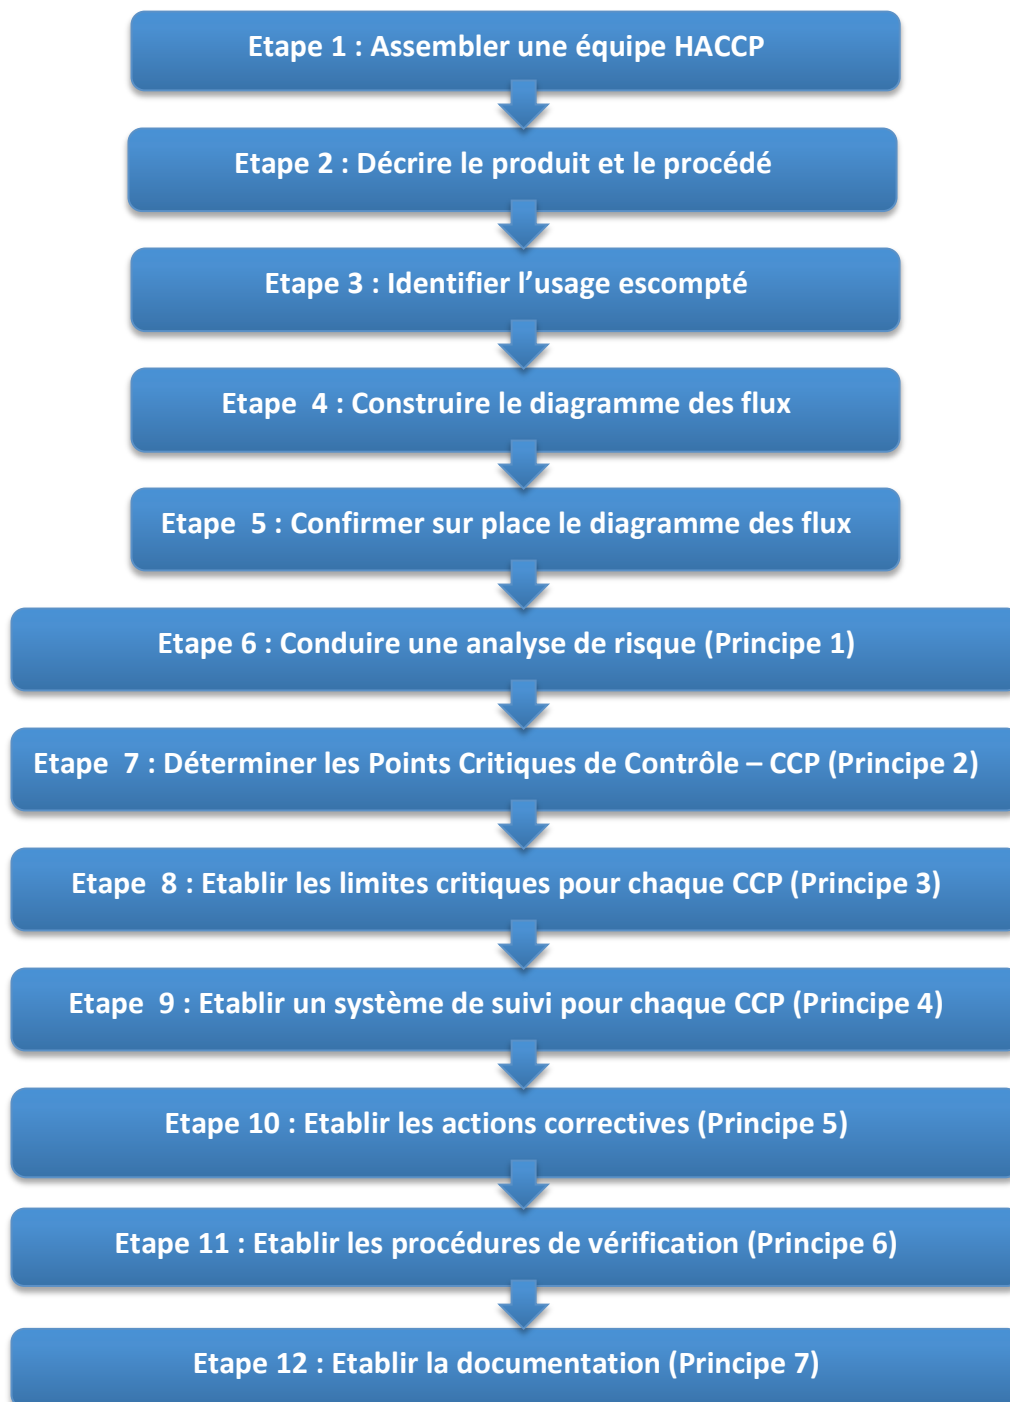 Etape 1 : Assembler une équipe HACCP
Etape 2 : Décrire le produit et le procédé
Etape 3 : Identifier l’usage escompté
Etape 4 : Construire le diagramme des flux
Etape 5 : Confirmer sur place le diagramme des flux
Etape 6 : Conduire une analyse de risque (Principe 1)
Etape 7 : Déterminer les Points Critiques de Contrôle – CCP (Principe 2)
Etape 8 : Etablir les limites critiques pour chaque CCP (Principe 3)
Etape 9 : Etablir un système de suivi pour chaque CCP (Principe 4)
Etape 10 : Etablir les actions correctives (Principe 5)
Etape 11 : Etablir les procédures de vérification (Principe 6)
Etape 12 : Etablir la documentation (Principe 7)